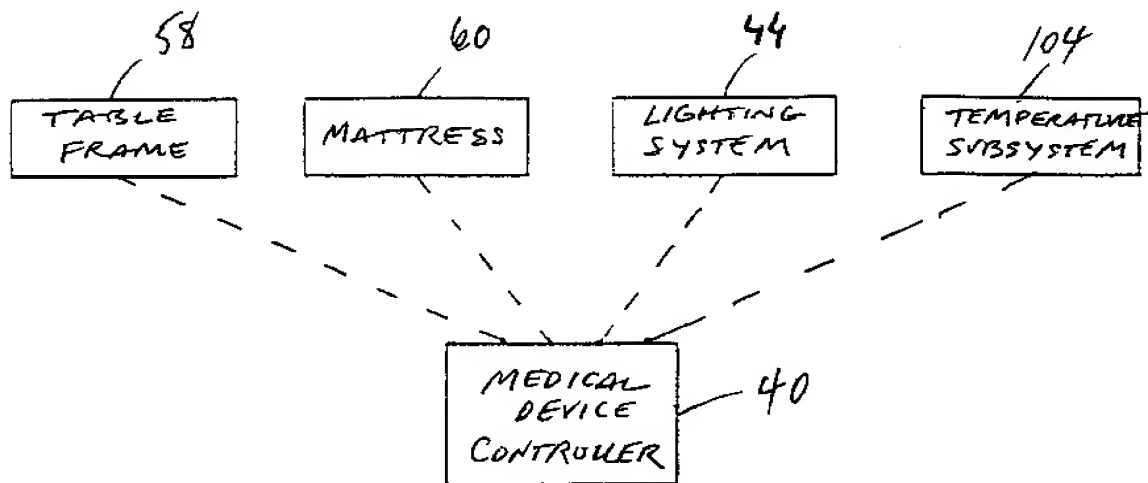 58
60
44
104
TABLE
FRAME
MATTRESS
LIGHTING
SYSTEM
TEMPERATURE
SUBSYSTEM
MEDICAL
DEVICE
CONTROLLER
40